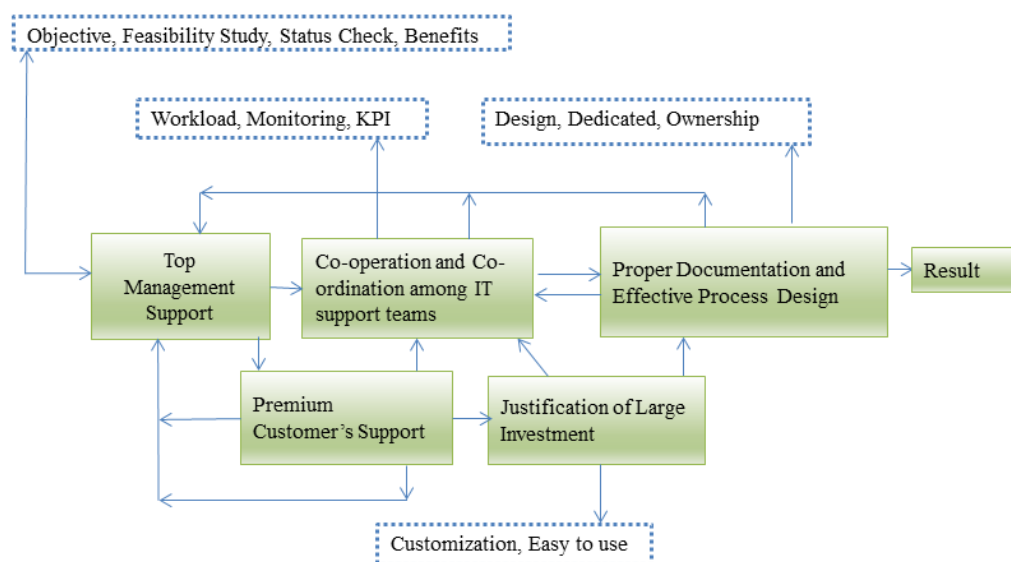 Objective, Feasibility Study, Status Check, Benefits
Workload, Monitoring, KPI
Design, Dedicated, Ownership
Top
Management
Support
Co-operation and Co-
ordination among IT
support teams
Proper Documentation and
Effective Process Design
Result
Premium
Customer’s Support
Justification of Large
Investment
Customization, Easy to use